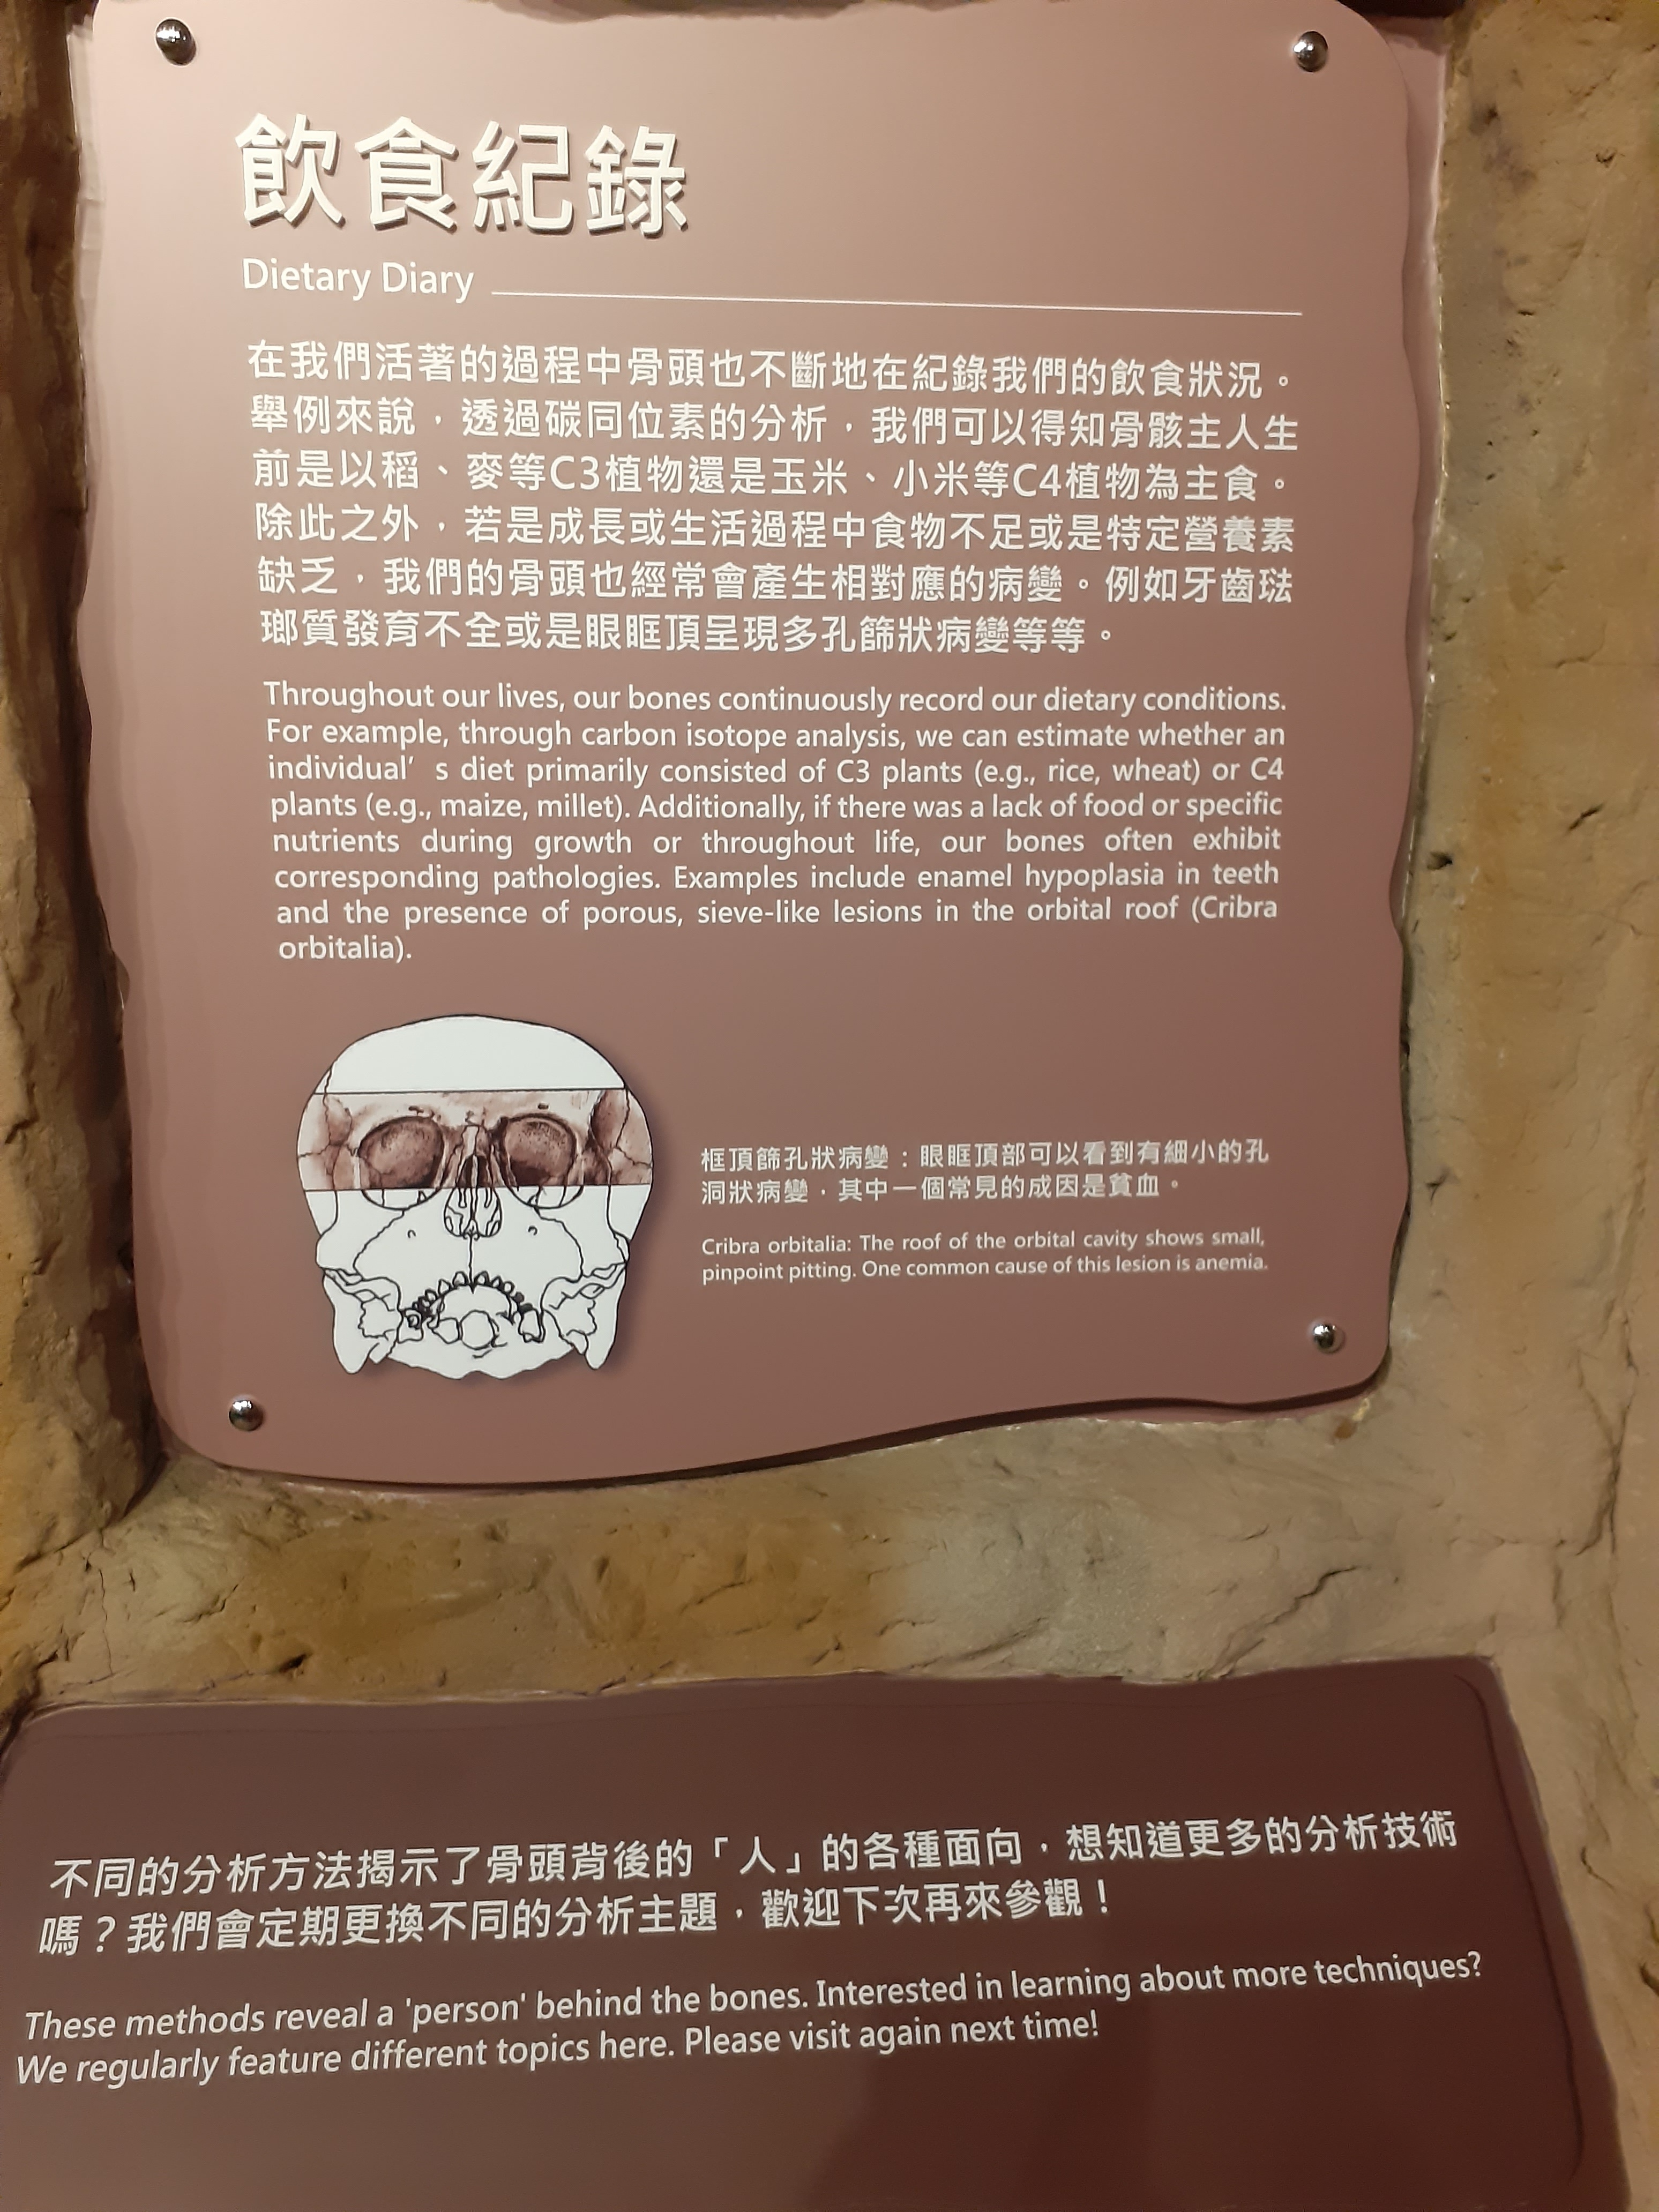 飲食紀錄
Dietary Diary
在我們活著的過程中骨頭也不斷地在紀錄我們的飲食狀況。
舉例來說，透過碳同位素的分析，我們可以得知骨骸主人生
前是以稻、麥等C3植物還是玉米、小米等C4植物為主食。
除此之外，若是成長或生活過程中食物不足或是特定營養素
缺乏，我們的骨頭也經常會產生相對應的病變。例如牙齒琺
瑯質發育不全或是眼眶頂呈現多孔篩狀病變等等。
Throughout our lives, our bones continuously record our dietary conditions.
For example, through carbon isotope analysis, we can estimate whether an
individual’ s diet primarily consisted of C3 plants (e.g., rice, wheat) or C4
plants (e.g., maize, millet). Additionally, if there was a lack of food or specific
nutrients during growth or throughout life, our bones often exhibit
corresponding pathologies. Examples include enamel hypoplasia in teeth
and the presence of porous, sieve-like lesions in the orbital roof (Cribra
orbitalia).
框頂篩孔狀病變：眼眶頂部可以看到有細小的孔
洞狀病變，其中一個常見的成因是貧血。
Cribra orbitalia: The roof of the orbital cavity shows small,
pinpoint pitting. One common cause of this lesion is anemia.
不同的分析方法揭示了骨頭背後的「人」的各種面向，想知道更多的分析技術
嗎？我們會定期更換不同的分析主題，歡迎下次再來參觀！
These methods reveal a 'person' behind the bones. Interested in learning about more techniques?
We regularly feature different topics here. Please visit again next time!